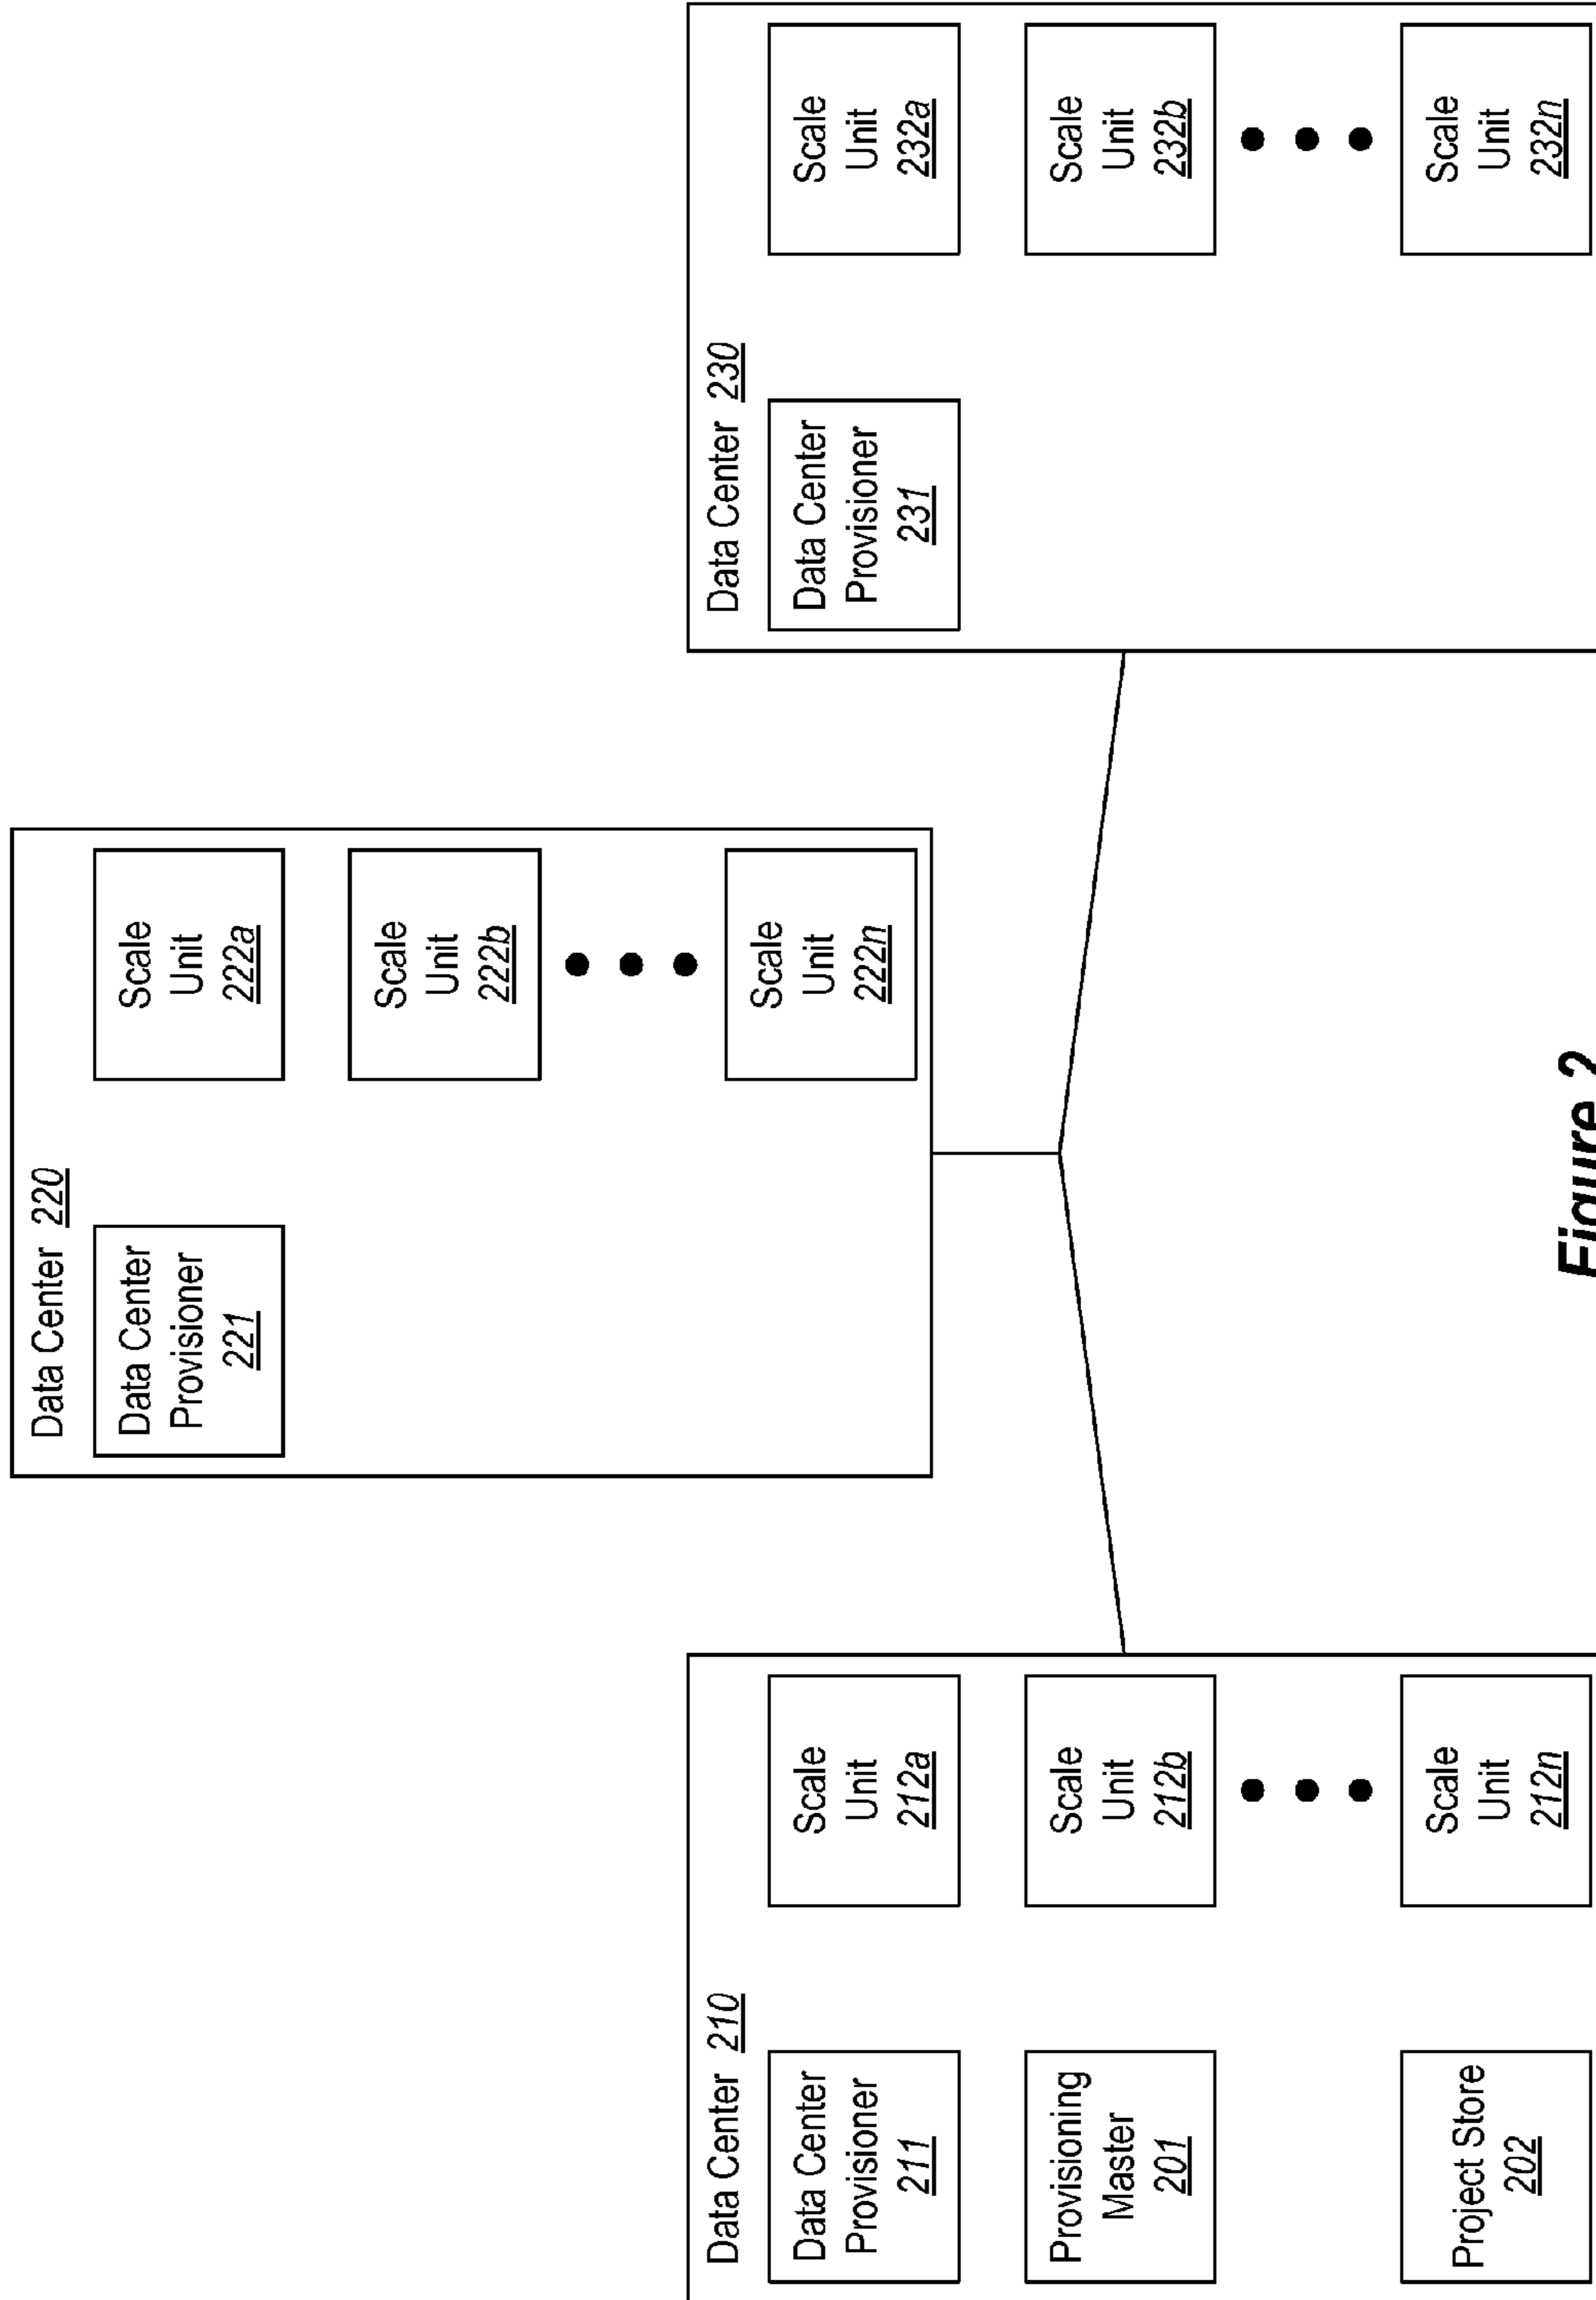 Data Center 210
Data Center
Provisioner
211
Provisioning
Master
201
Project Store
202
Scale
Unit
212a
Scale
Unit
212b
Scale
Unit
212n
Data Center 220
Data Center
Provisioner
221
Scale
Unit
222a
Scale
Unit
222b
Scale
Unit
222n
Data Center 230
Data Center
Provisioner
231
Scale
Unit
232a
Scale
Unit
232b
Scale
Unit
232n
Figure 2